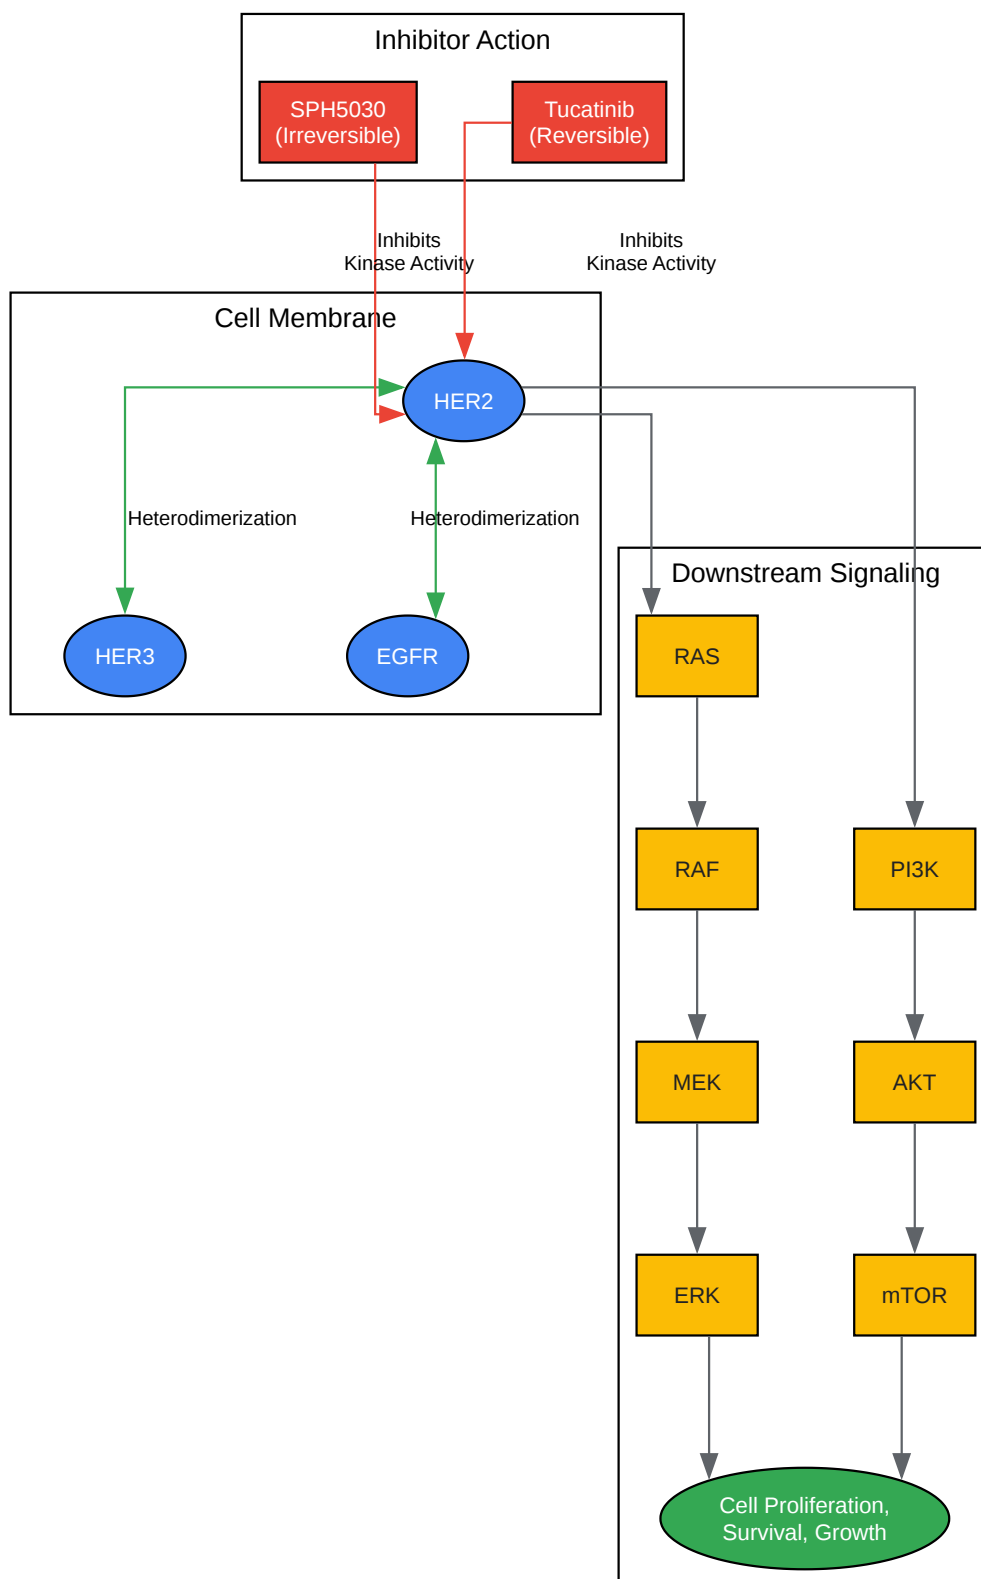 Inhibitor Action
SPH5030
(Irreversible)
Tucatinib
(Reversible)
Inhibits
Kinase Activity
Inhibits
Kinase Activity
Cell Membrane
HER2
Heterodimerization
Heterodimerization
HER3
EGFR
Downstream Signaling
RAS
RAF
PI3K
MEK
AKT
ERK
mTOR
Cell Proliferation,
Survival, Growth